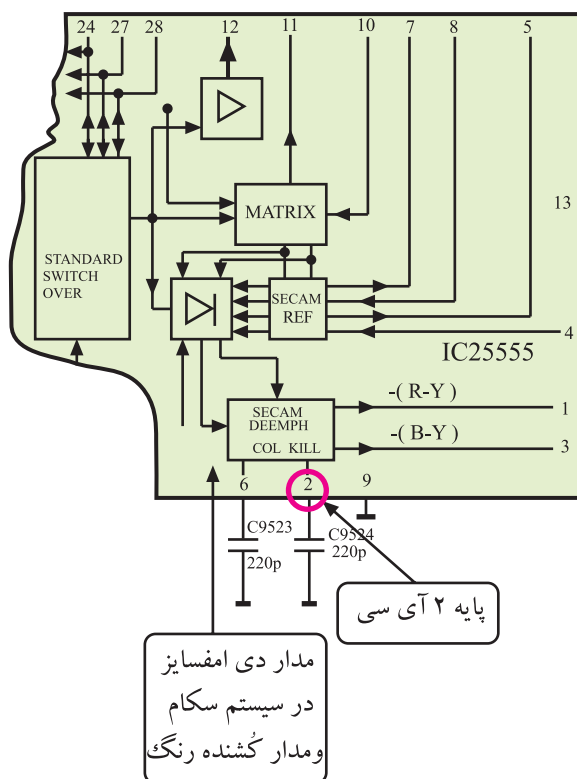 24 27 28 12 11 10 7 8 5
MATRIX
13
STANDARD
SWITCH
OVER
SECAM
REF
4
IC25555
-( R-Y )
1
SECAM
DEEMPH
COL KILL
-( B-Y )
3
6 2 9
C9523
220p
C9524
220p
پایه ۲ آی سی
مدار دی امفسایز
در سیستم سکام
ومدار کُشنده رنگ